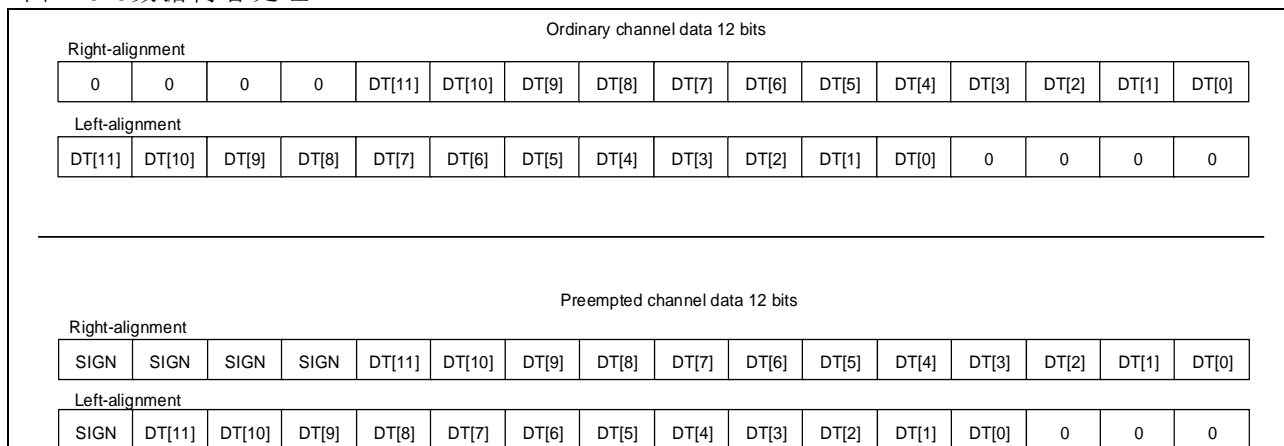 Ordinary channel data 12 bits
Right-alignment
0 0 0 0 DT[11] DT[10] DT[9] DT[8] DT[7] DT[6] DT[5] DT[4] DT[3] DT[2] DT[1] DT[0]
Left-alignment
DT[11] DT[10] DT[9] DT[8] DT[7] DT[6] DT[5] DT[4] DT[3] DT[2] DT[1] DT[0] 0 0 0 0
Preempted channel data 12 bits
Right-alignment
SIGN SIGN SIGN SIGN DT[11] DT[10] DT[9] DT[8] DT[7] DT[6] DT[5] DT[4] DT[3] DT[2] DT[1] DT[0]
Left-alignment
SIGN DT[11] DT[10] DT[9] DT[8] DT[7] DT[6] DT[5] DT[4] DT[3] DT[2] DT[1] DT[0] 0 0 0